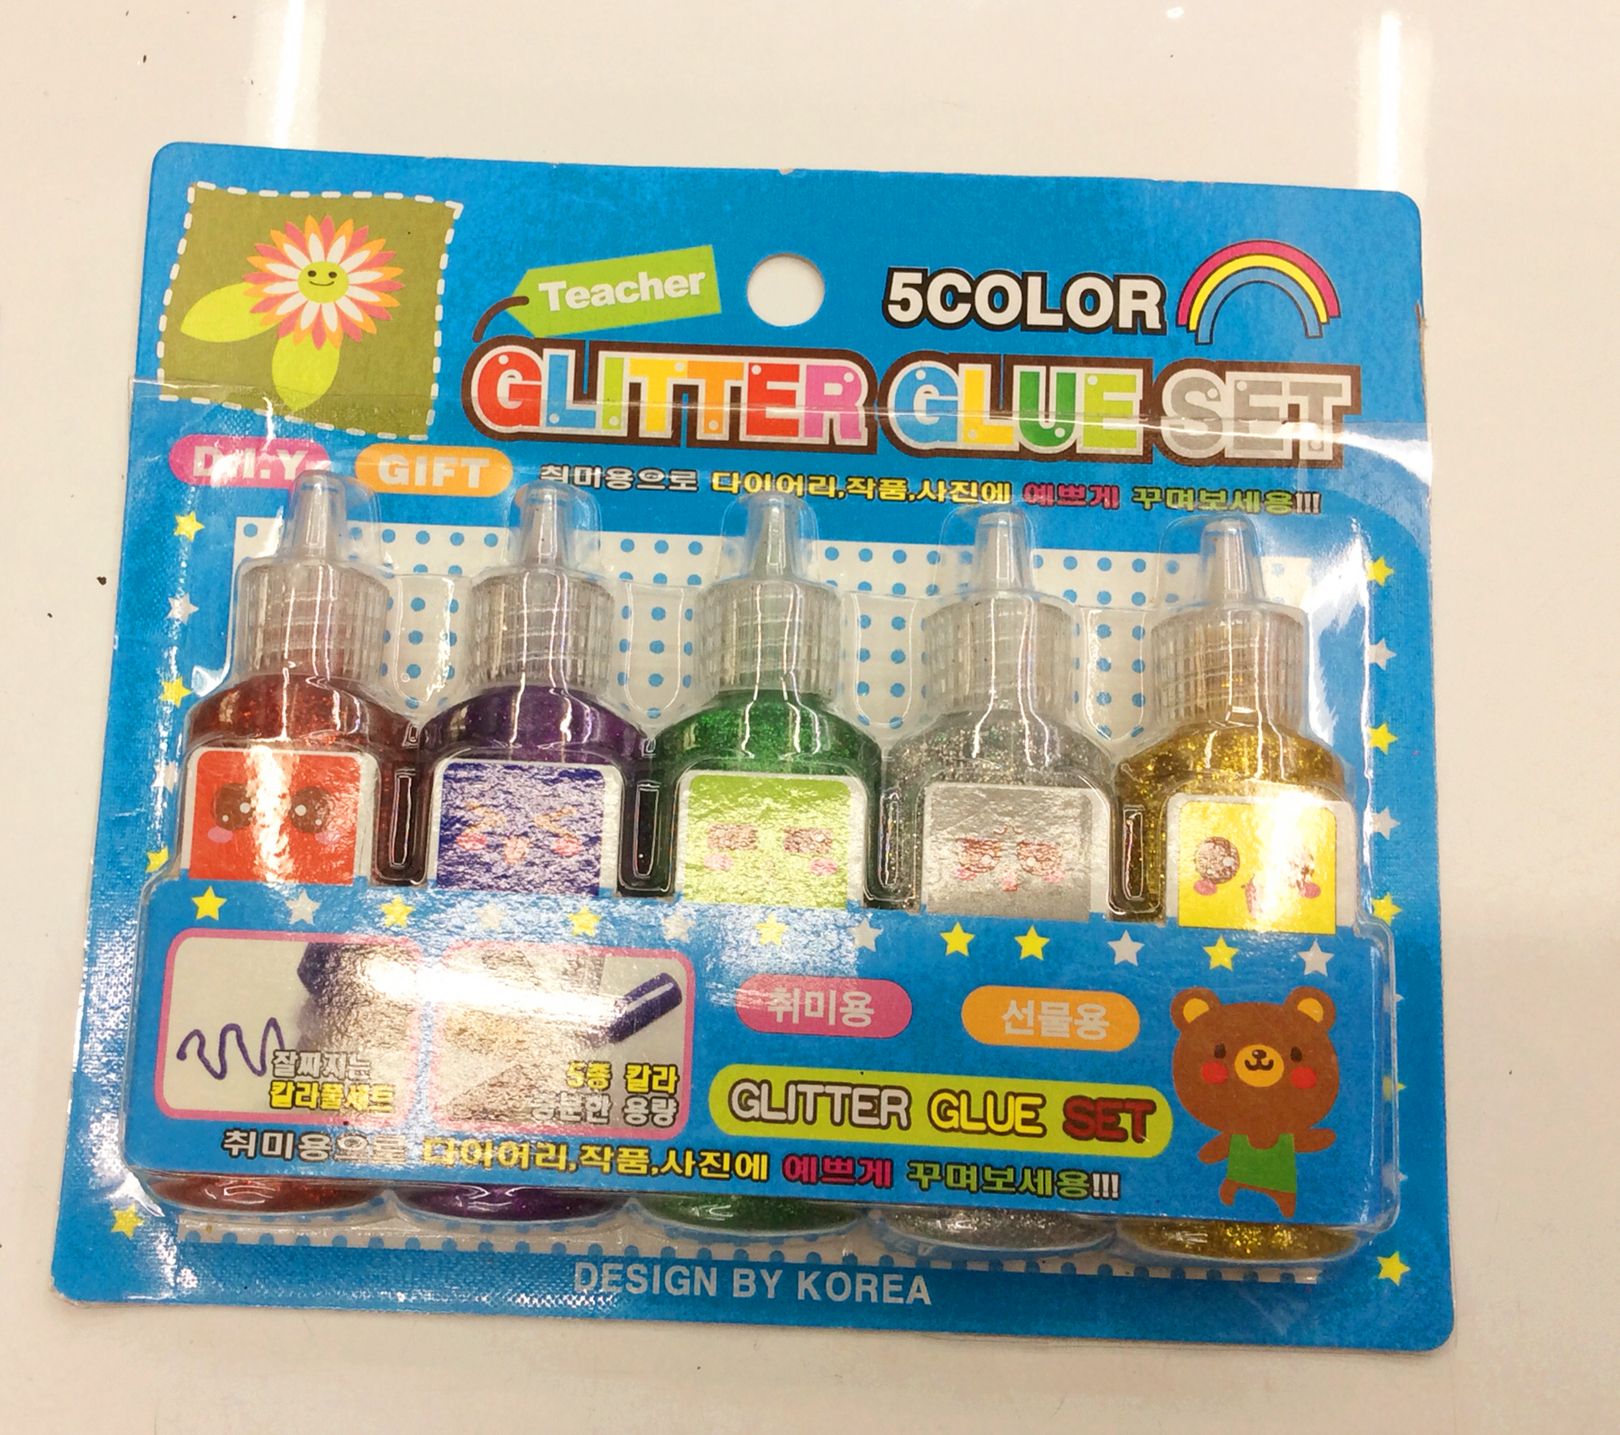 Teacher
5COLOR
GLITTER GLUE SET
D.I.Y
GIFT
취미용으로 다이어리,작품,사진에 예쁘게 꾸며보세용!!!
잘짜지는
칼라풀세트
5종 칼라
충분한 용량
취미용
선물용
GLITTER GLUE SET
취미용으로 다이어리,작품,사진에 예쁘게 꾸며보세용!!!
DESIGN BY KOREA